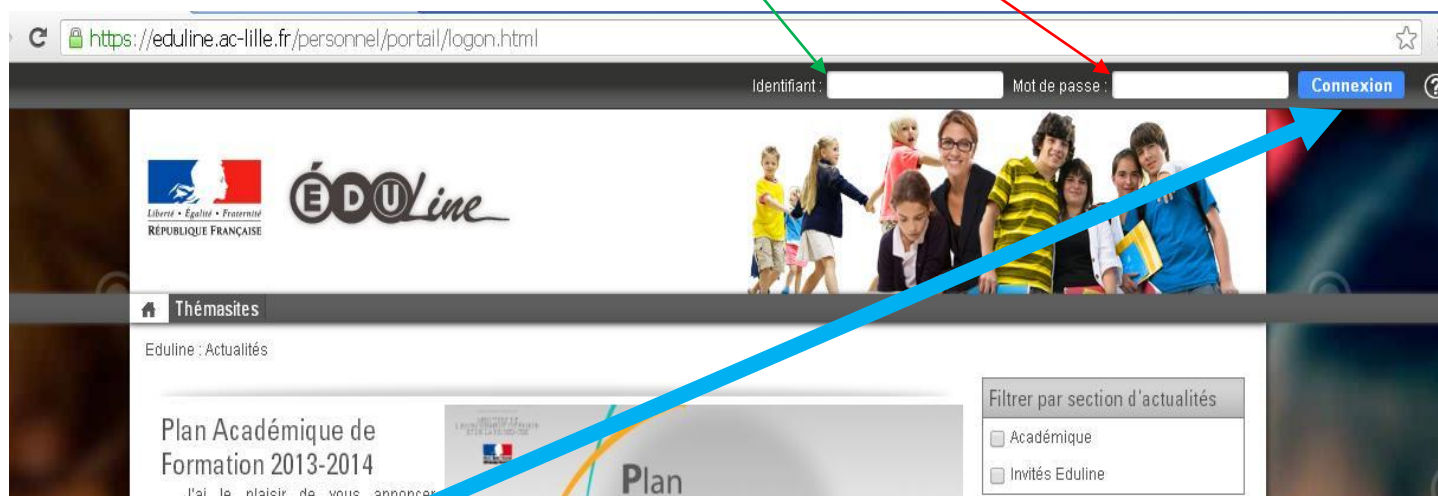 https://eduline.ac-lille.fr/personnel/portail/logon.html
Identifiant : Mot de passe : Connexion ?
Liberté • Égalité • Fraternité
RÉPUBLIQUE FRANÇAISE
ÉDULine
Thémasites
Eduline : Actualités
Plan Académique de
Formation 2013-2014
J'ai le plaisir de vous annoncer
Plan
Filtrer par section d'actualités
Académique
Invités Eduline